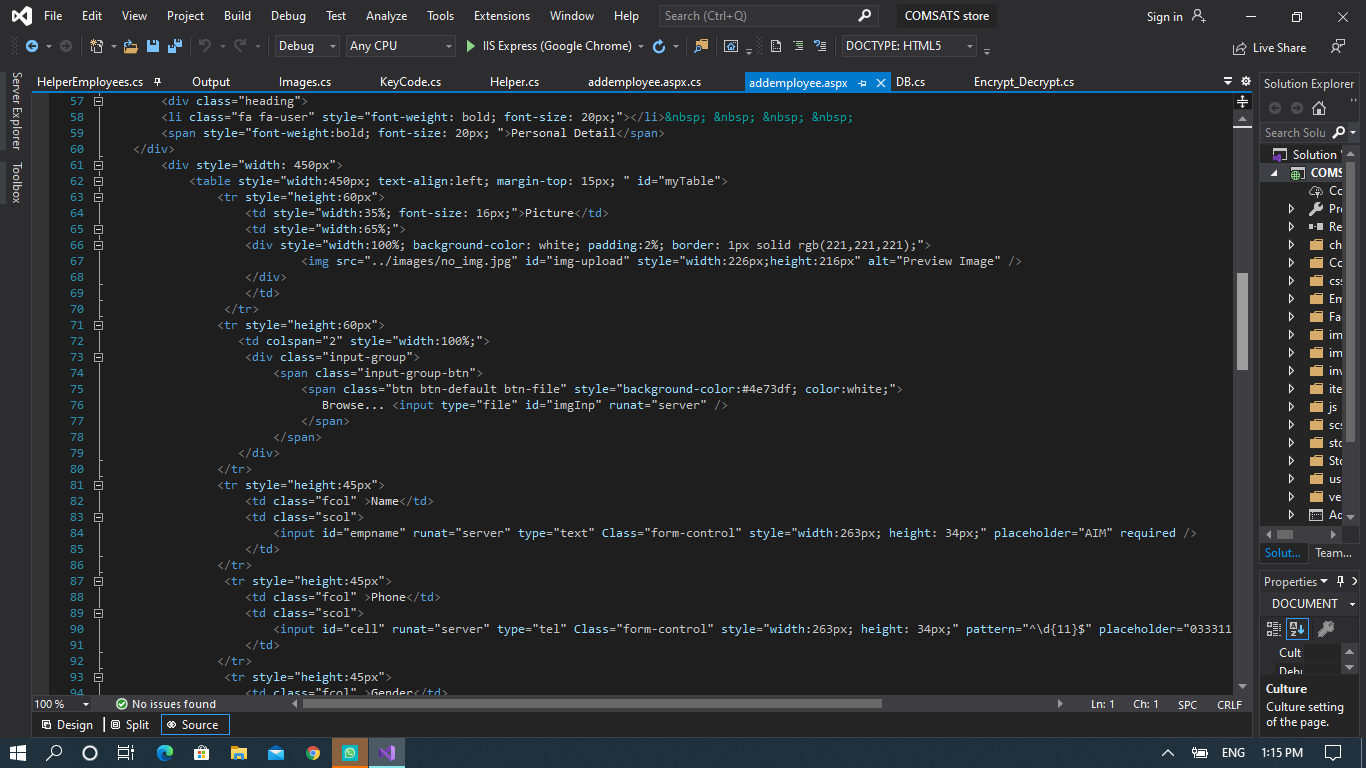 File Edit View Project Build Debug Test Analyze Tools Extensions Window Help Search (Ctrl+Q) COMSATS store Sign in
Debug Any CPU IIS Express (Google Chrome) DOCTYPE: HTML5 Live Share
HelperEmployees.cs Output Images.cs KeyCode.cs Helper.cs addemployee.aspx.cs addemployee.aspx DB.cs Encrypt_Decrypt.cs
Server Explorer
Toolbox
57 <div class="heading">
58 <li class="fa fa-user" style="font-weight: bold; font-size: 20px;"></li>&nbsp; &nbsp; &nbsp; &nbsp;
59 <span style="font-weight:bold; font-size: 20px; ">Personal Detail</span>
60 </div>
61 <div style="width: 450px">
62 <table style="width:450px; text-align:left; margin-top: 15px; " id="myTable">
63 <tr style="height:60px">
64 <td style="width:35%; font-size: 16px;">Picture</td>
65 <td style="width:65%;">
66 <div style="width:100%; background-color: white; padding:2%; border: 1px solid rgb(221,221,221);">
67 <img src="../images/no_img.jpg" id="img-upload" style="width:226px;height:216px" alt="Preview Image" />
68 </div>
69 </td>
70 </tr>
71 <tr style="height:60px">
72 <td colspan="2" style="width:100%;">
73 <div class="input-group">
74 <span class="input-group-btn">
75 <span class="btn btn-default btn-file" style="background-color:#4e73df; color:white;">
76 Browse... <input type="file" id="imgInp" runat="server" />
77 </span>
78 </span>
79 </div>
80 </tr>
81 <tr style="height:45px">
82 <td class="fcol" >Name</td>
83 <td class="scol">
84 <input id="empname" runat="server" type="text" Class="form-control" style="width:263px; height: 34px;" placeholder="AIM" required />
85 </td>
86 </tr>
87 <tr style="height:45px">
88 <td class="fcol" >Phone</td>
89 <td class="scol">
90 <input id="cell" runat="server" type="tel" Class="form-control" style="width:263px; height: 34px;" pattern="^\d{11}$" placeholder="033311
91 </td>
92 </tr>
93 <tr style="height:45px">
94 <td class="fcol" >Gender</td>
100 % No issues found Ln: 1 Ch: 1 SPC CRLF
Design Split Source
Solution Explorer
Search Solu
Solution '
COMS
Co
Pr
Re
ch
Co
css
Em
Fa
im
im
inv
ite
js
scs
sto
Sto
us
ve
Ac
Solut... Team...
Properties
DOCUMENT
Cult
Debu
Culture
Culture setting
of the page.
ENG 1:15 PM